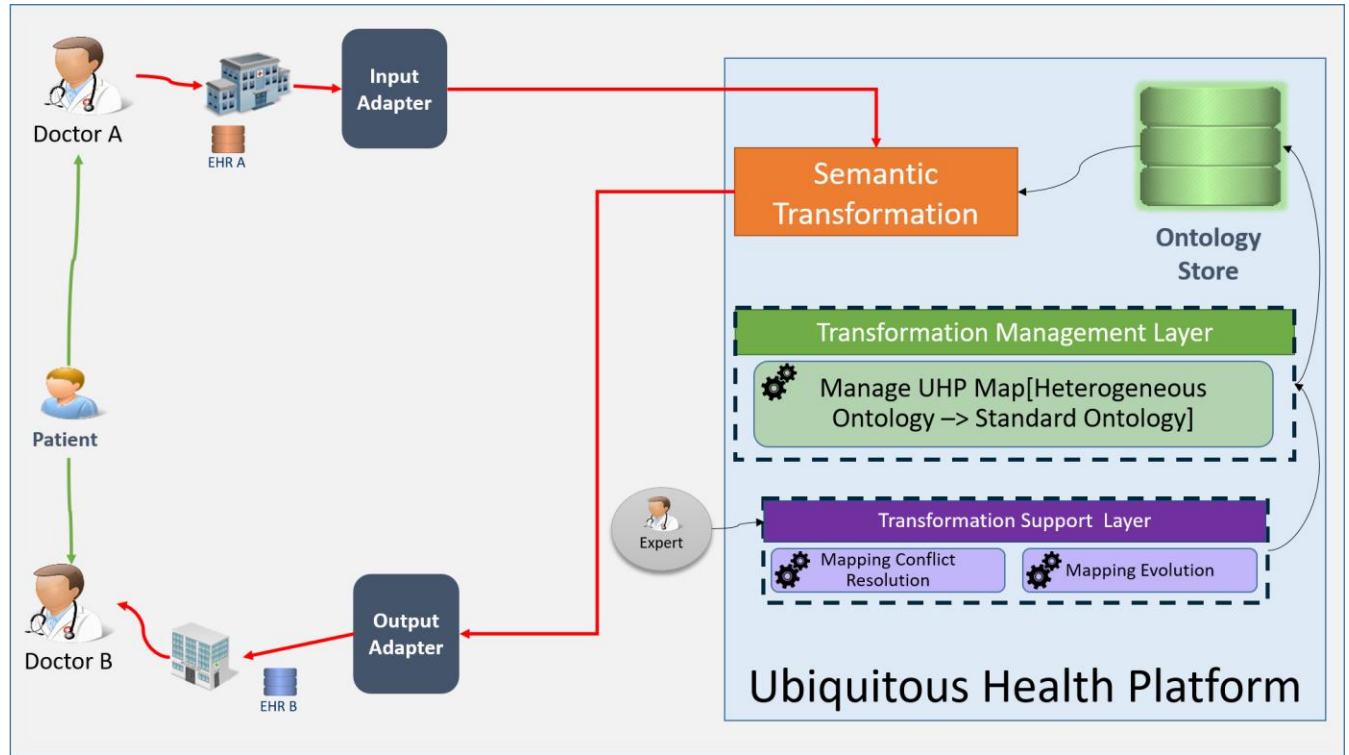 Doctor A
EHR A
Input
Adapter
Semantic
Transformation
Ontology
Store
Transformation Management Layer
Manage UHP Map[Heterogeneous
Ontology –> Standard Ontology]
Patient
Expert
Transformation Support Layer
Mapping Conflict
Resolution
Mapping Evolution
Doctor B
EHR B
Output
Adapter
Ubiquitous Health Platform